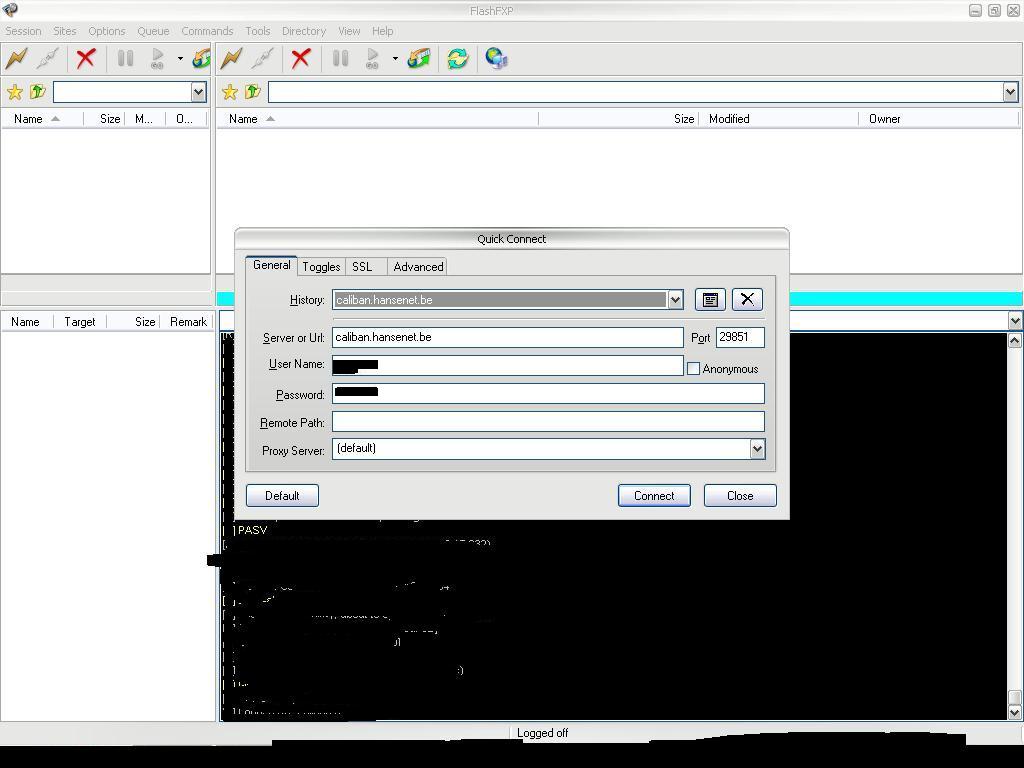 FlashFXP
Session Sites Options Queue Commands Tools Directory View Help
GO GO
Name Size M... O... Name Size Modified Owner
Quick Connect
General Toggles SSL Advanced
History: caliban.hansenet.be
Name Target Size Remark
Server or Url: caliban.hansenet.be Port 29851
User Name: Anonymous
Password:
Remote Path:
Proxy Server: (default)
Default Connect Close
]PASV
Logged off